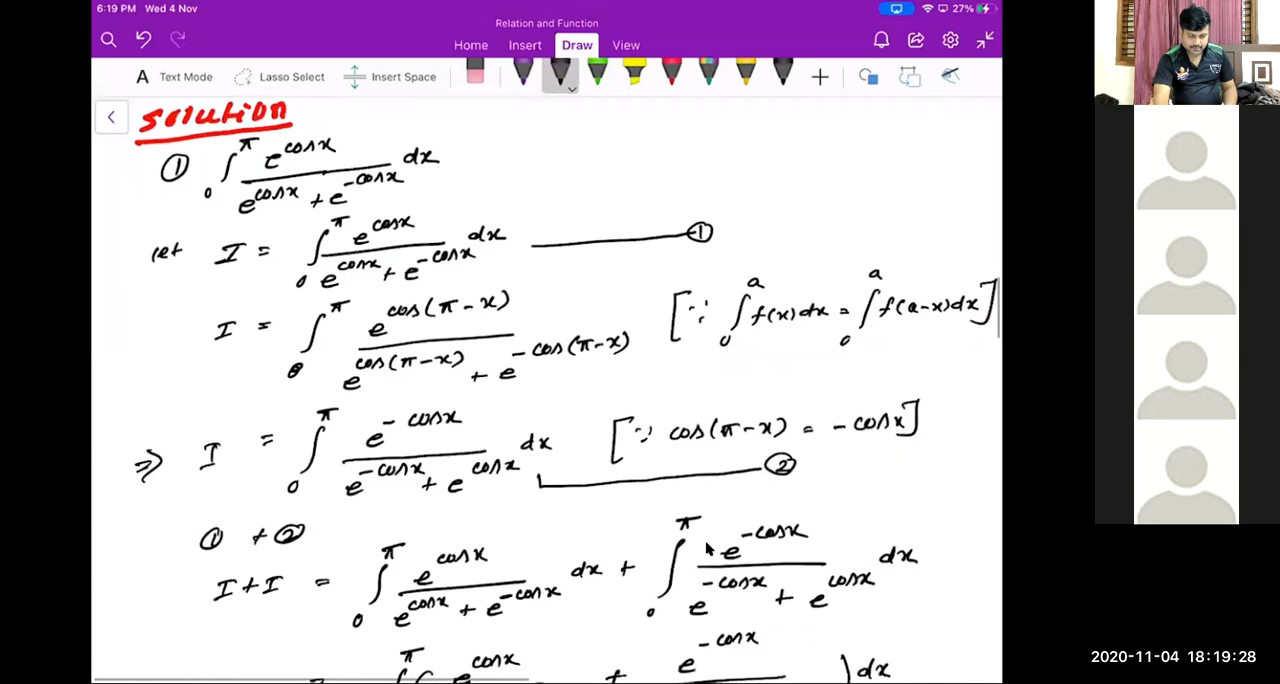 6:19 PM Wed 4 Nov
27%
Relation and Function
Home Insert Draw View
A Text Mode Lasso Select Insert Space
solution
① ∫₀^π e^(cosx) / (e^(cosx) + e^(-cosx)) dx
let I = ∫₀^π e^(cosx) / (e^(cosx) + e^(-cosx)) dx —— ①
I = ∫₀^π e^(cos(π-x)) / (e^(cos(π-x)) + e^(-cos(π-x))) [∵ ∫₀^a f(x)dx = ∫₀^a f(a-x)dx]
⇒ I = ∫₀^π e^(-cosx) / (e^(-cosx) + e^(cosx)) dx [∵ cos(π-x) = -cosx]
—— ②
① + ②
I+I = ∫₀^π e^(cosx) / (e^(cosx) + e^(-cosx)) dx + ∫₀^π e^(-cosx) / (e^(-cosx) + e^(cosx)) dx
= ∫^π ( e^(cosx) + e^(-cosx) ) dx
2020-11-04 18:19:28